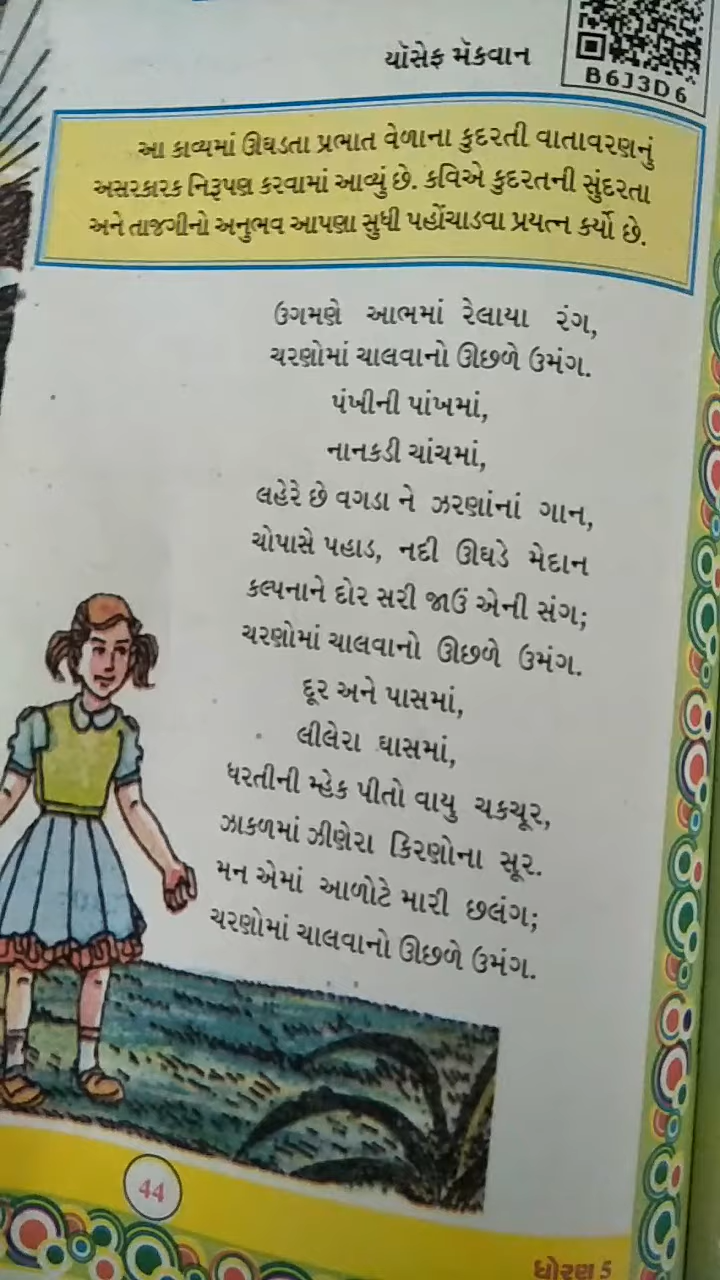 યૉસેફ મૅકવાન
B6J3D6
આ કાવ્યમાં ઊઘડતા પ્રભાત વેળાના કુદરતી વાતાવરણનું
અસરકારક નિરૂપણ કરવામાં આવ્યું છે. કવિએ કુદરતની સુંદરતા
અને તાજગીનો અનુભવ આપણા સુધી પહોંચાડવા પ્રયત્ન કર્યો છે.
ઉગમણે આભમાં રેલાયા રંગ,
ચરણોમાં ચાલવાનો ઊછળે ઉમંગ.
પંખીની પાંખમાં,
નાનકડી ચાંચમાં,
લહેરે છે વગડા ને ઝરણાંનાં ગાન,
ચોપાસે પહાડ, નદી ઊઘડે મેદાન
કલ્પનાને દોર સરી જાઉં એની સંગ;
ચરણોમાં ચાલવાનો ઊછળે ઉમંગ.
દૂર અને પાસમાં,
લીલેરા ઘાસમાં,
ધરતીની મ્હેક પીતો વાયુ ચકચૂર,
ઝાકળમાં ઝીણેરા કિરણોના સૂર.
મન એમાં આળોટે મારી છલંગ;
ચરણોમાં ચાલવાનો ઊછળે ઉમંગ.
44
ધોરણ 5